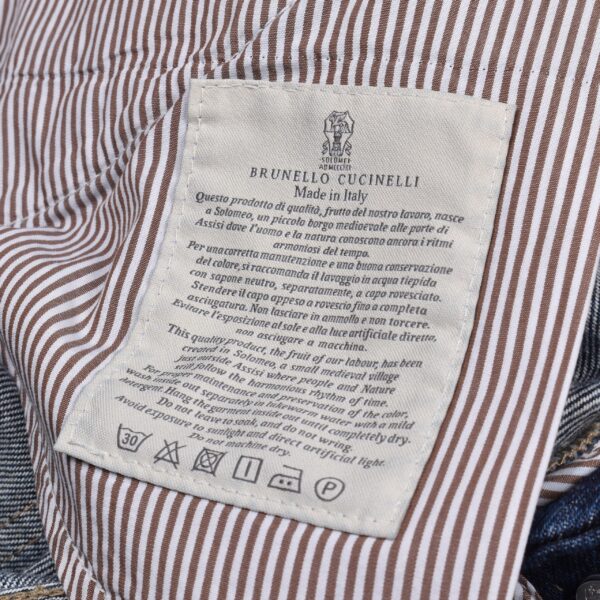 SOLOMEO
BRUNELLO CUCINELLI
Made in Italy
Questo prodotto di qualità, frutto del nostro lavoro, nasce
a Solomeo, un piccolo borgo medioevale alle porte di
Assisi dove l'uomo e la natura conoscono ancora i ritmi
armoniosi del tempo.
Per una corretta manutenzione e una buona conservazione
del colore, si raccomanda il lavaggio in acqua tiepida
con sapone neutro, separatamente, a capo rovesciato.
Stendere il capo appeso a rovescio fino a completa
asciugatura. Non lasciare in ammollo e non torcere.
Evitare l'esposizione al sole e alla luce artificiale diretta.
non asciugare a macchina.
This quality product, the fruit of our labour, has been
created in Solomeo, a small medieval village
just outside Assisi where people and Nature
still follow the harmonious rhythm of time.
For proper maintenance and preservation of the color,
wash inside out separately in lukewarm water with a mild
detergent. Hang the garment inside out until completely dry.
Do not leave to soak, and do not wring.
Avoid exposure to sunlight and direct artificial light.
Do not machine dry.
30 P